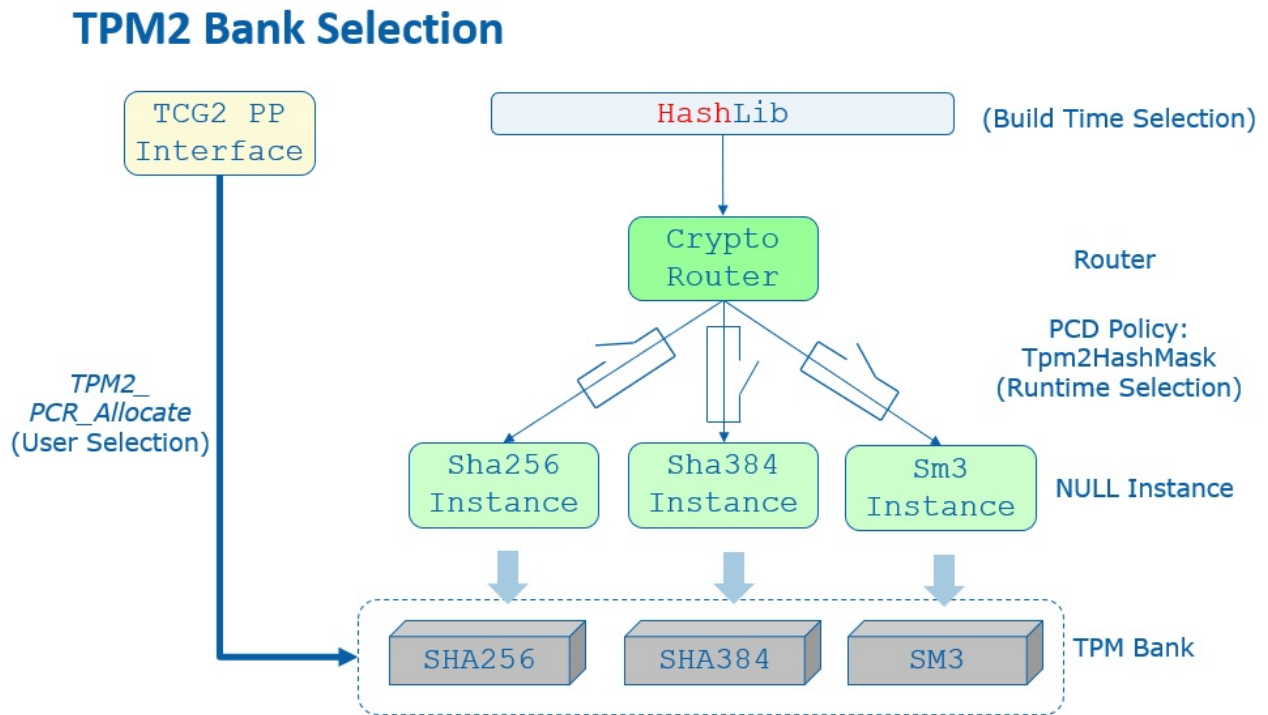 TPM2 Bank Selection
TCG2 PP
Interface
HashLib
(Build Time Selection)
Crypto
Router
Router
PCD Policy:
Tpm2HashMask
(Runtime Selection)
TPM2_
PCR_Allocate
(User Selection)
Sha256
Instance
Sha384
Instance
Sm3
Instance
NULL Instance
SHA256
SHA384
SM3
TPM Bank